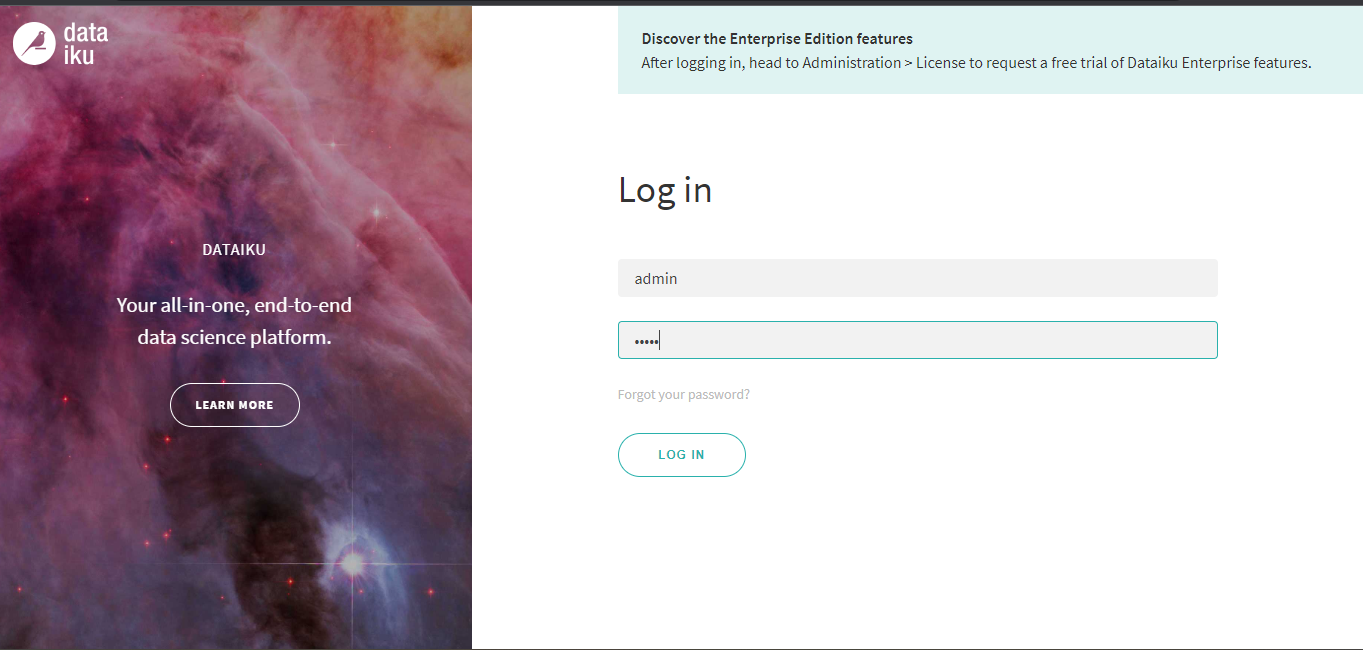 data
iku
DATAIKU
Your all-in-one, end-to-end
data science platform.
LEARN MORE
Discover the Enterprise Edition features
After logging in, head to Administration > License to request a free trial of Dataiku Enterprise features.
Log in
admin
•••••
Forgot your password?
LOG IN